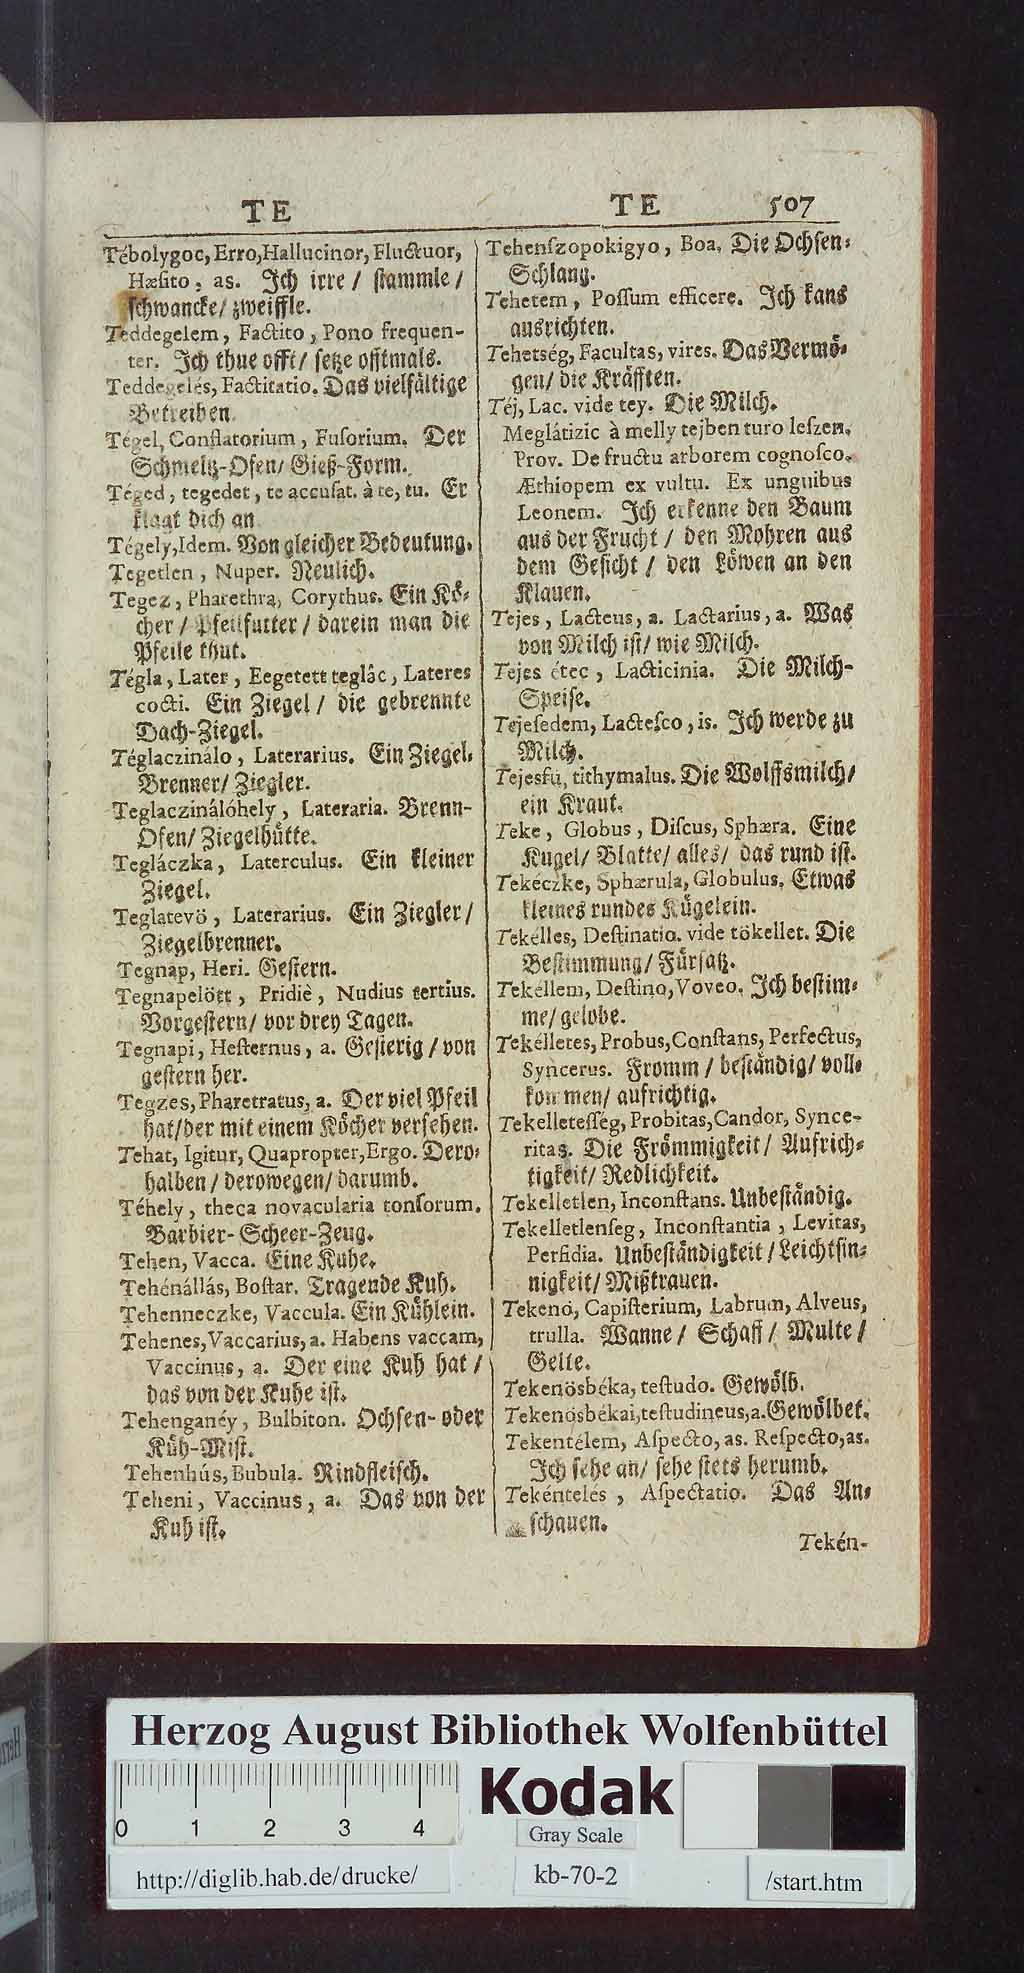 TE
TE 507
Tébolygoc, Erro, Hallucinor, Fluctuor,
Hæsito, as. Ich irre / stammle /
schwancke / zweiffle.
Teddegelem, Factito, Pono frequen-
ter. Ich thue offt / setze offtmals.
Teddegelés, Factitatio. Das vielfältige
Betreiben.
Tégel, Conflatorium, Fusorium. Der
Schmeltz-Ofen / Gieß-Form.
Téged, tegedet, te accusat. à te, tu. Er
klagt dich an
Tégely, Idem. Von gleicher Bedeutung.
Tegetlen, Nuper. Neulich.
Tegez, Pharethra, Corythus. Ein Kö-
cher / Pfeilfutter / darein man die
Pfeile thut.
Tégla, Later, Eegetett teglâc, Lateres
cocti. Ein Ziegel / die gebrennte
Dach-Ziegel.
Téglaczinálo, Laterarius. Ein Ziegel-
Brenner / Ziegler.
Teglaczinálóhely, Lateraria. Brenn-
Ofen / Ziegelhütte.
Tegláczka, Laterculus. Ein kleiner
Ziegel.
Teglatevö, Laterarius. Ein Ziegler /
Ziegelbrenner.
Tegnap, Heri. Gestern.
Tegnapelött, Pridiè, Nudius tertius.
Vorgestern / vor drey Tagen.
Tegnapi, Hesternus, a. Gesterig / von
gestern her.
Tegzes, Pharetratus, a. Der viel Pfeil
hat / der mit einem Köcher versehen.
Tehat, Igitur, Quapropter, Ergo. Dero-
halben / derowegen / darumb.
Téhely, theca novacularia tonsorum.
Barbier-Scheer-Zeug.
Tehen, Vacca. Eine Kuhe.
Tehénállás, Bostar. Tragende Kuh.
Tehenneczke, Vaccula. Ein Kühlein.
Tehenes, Vaccarius, a. Habens vaccam,
Vaccinus, a. Der eine Kuh hat /
das von der Kuhe ist.
Tehenganéy, Bulbiton. Ochsen- oder
Küh-Mist.
Tehenhús, Bubula. Rindfleisch.
Teheni, Vaccinus, a. Das von der
Kuh ist.
Tehenszopokigyo, Boa. Die Ochsen-
Schlang.
Tehetem, Possum efficere. Ich kans
ausrichten.
Tehetség, Facultas, vires. Das Vermö-
gen / die Kräfften.
Téj, Lac. vide tey. Die Milch.
Meglátizic à melly tejben turo leszen.
Prov. De fructu arborem cognosco.
Æthiopem ex vultu. Ex unguibus
Leonem. Ich erkenne den Baum
aus der Frucht / den Mohren aus
dem Gesicht / den Löwen an den
Klauen.
Tejes, Lacteus, a. Lactarius, a. Was
von Milch ist / wie Milch.
Tejes étec, Lacticinia. Die Milch-
Speise.
Tejesedem, Lactesco, is. Ich werde zu
Milch.
Tejesfü, tithymalus. Die Wolffsmilch /
ein Kraut.
Teke, Globus, Discus, Sphæra. Eine
Kugel / Blatte / alles / das rund ist.
Tekéczke, Sphærula, Globulus. Etwas
kleines rundes Kügelein.
Tekélles, Destinatio. vide tökellet. Die
Bestimmung / Fürsatz.
Tekéllem, Destino, Voveo. Ich bestim-
me / gelobe.
Tekélletes, Probus, Constans, Perfectus,
Syncerus. Fromm / beständig / voll-
kommen / aufrichtig.
Tekelletesség, Probitas, Candor, Synce-
ritas. Die Frömmigkeit / Aufrich-
tigkeit / Redlichkeit.
Tekelletlen, Inconstans. Unbeständig.
Tekelletlenseg, Inconstantia, Levitas,
Perfidia. Unbeständigkeit / Leichtsin-
nigkeit / Mißtrauen.
Tekenö, Capisterium, Labrum, Alveus,
trulla. Wanne / Schaff / Multe /
Gelte.
Tekenösbéka, testudo. Gewölb.
Tekenösbékai, testudineus, a. Gewölbet.
Tekentélem, Aspecto, as. Respecto, as.
Ich sehe an / sehe stets herumb.
Tekéntelés, Aspectatio. Das An-
schauen.
Tekén-
Herzog August Bibliothek Wolfenbüttel
0 1 2 3 4
Kodak
Gray Scale
http://diglib.hab.de/drucke/
kb-70-2
/start.htm